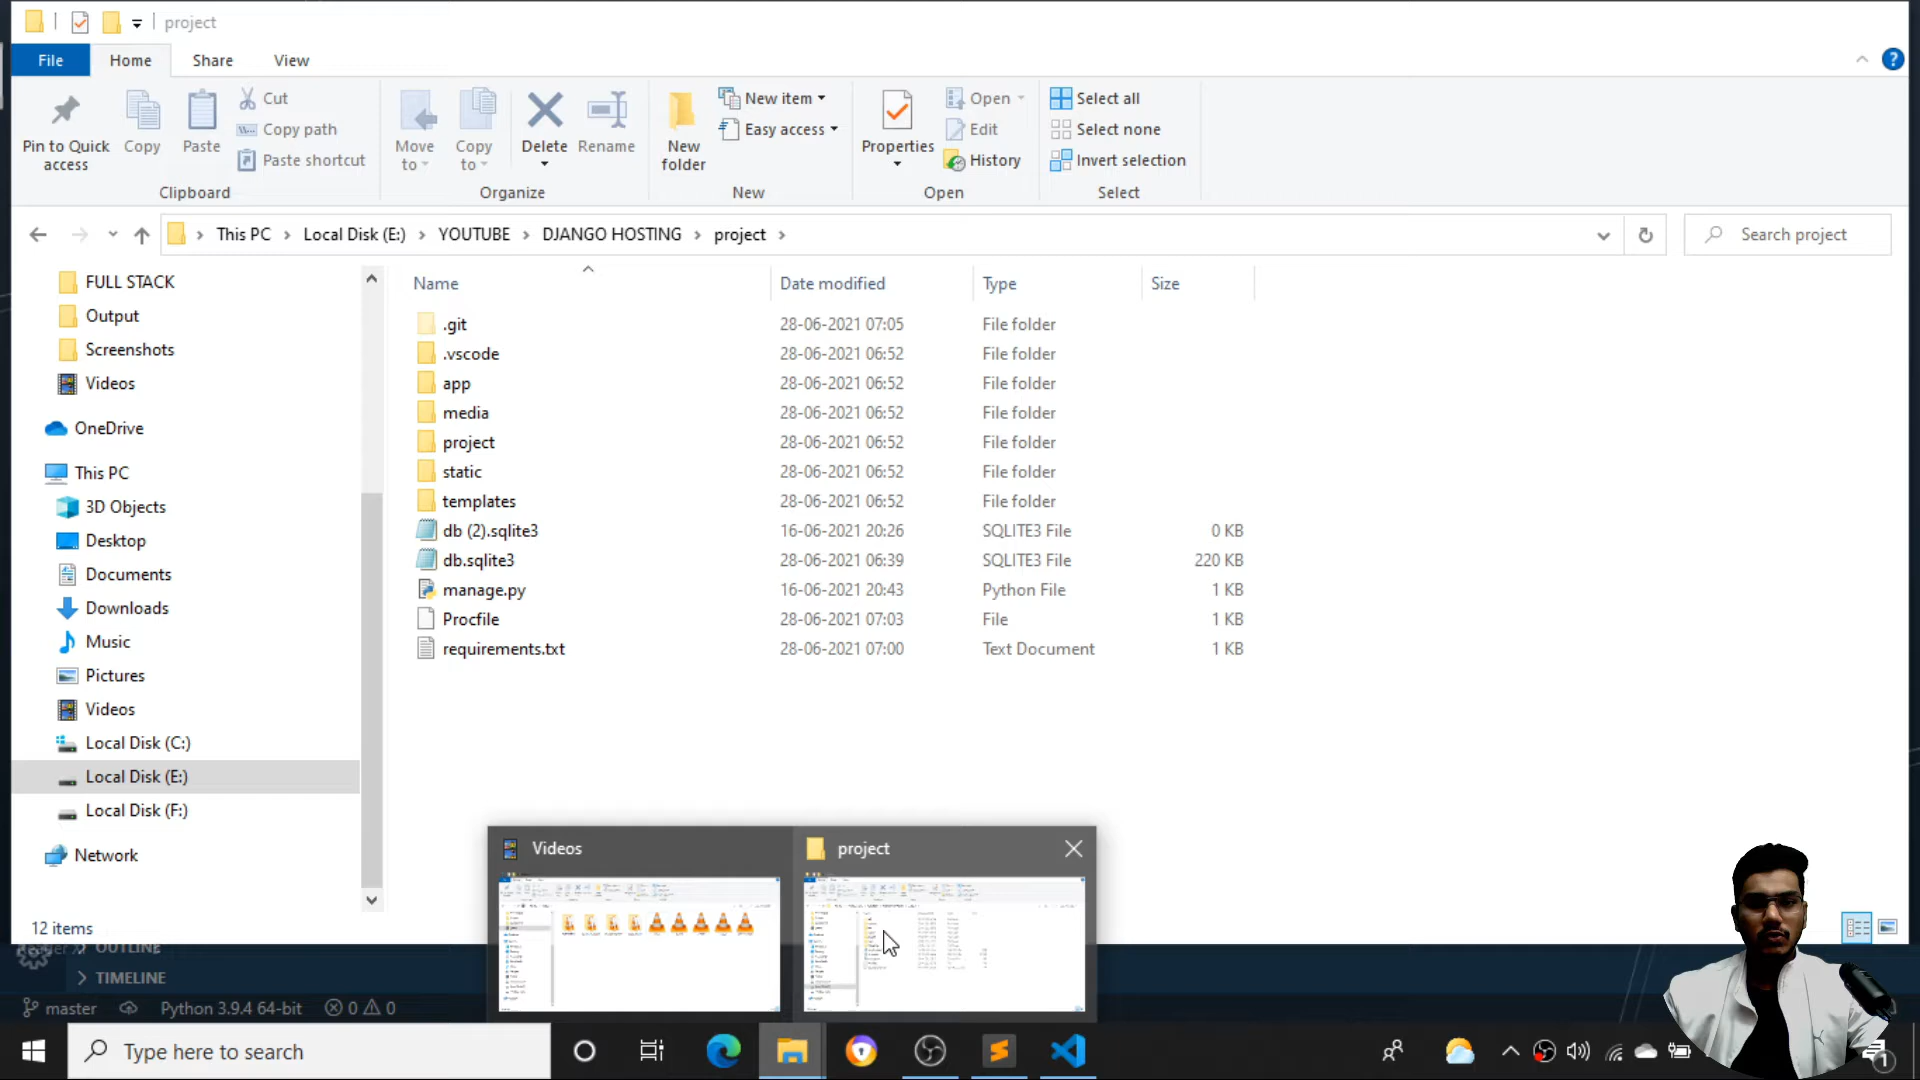 project
File Home Share View
Pin to Quick access
Copy
Paste
Cut
Copy path
Paste shortcut
Clipboard
Move to
Copy to
Delete
Rename
Organize
New folder
New item
Easy access
New
Properties
Open
Edit
History
Open
Select all
Select none
Invert selection
Select
This PC › Local Disk (E:) › YOUTUBE › DJANGO HOSTING › project ›
Search project
FULL STACK
Output
Screenshots
Videos
OneDrive
This PC
3D Objects
Desktop
Documents
Downloads
Music
Pictures
Videos
Local Disk (C:)
Local Disk (E:)
Local Disk (F:)
Network
Name Date modified Type Size
.git 28-06-2021 07:05 File folder
.vscode 28-06-2021 06:52 File folder
app 28-06-2021 06:52 File folder
media 28-06-2021 06:52 File folder
project 28-06-2021 06:52 File folder
static 28-06-2021 06:52 File folder
templates 28-06-2021 06:52 File folder
db (2).sqlite3 16-06-2021 20:26 SQLITE3 File 0 KB
db.sqlite3 28-06-2021 06:39 SQLITE3 File 220 KB
manage.py 16-06-2021 20:43 Python File 1 KB
Procfile 28-06-2021 07:03 File 1 KB
requirements.txt 28-06-2021 07:00 Text Document 1 KB
12 items
Videos
project
OUTLINE
TIMELINE
master Python 3.9.4 64-bit 0 0
Type here to search
1